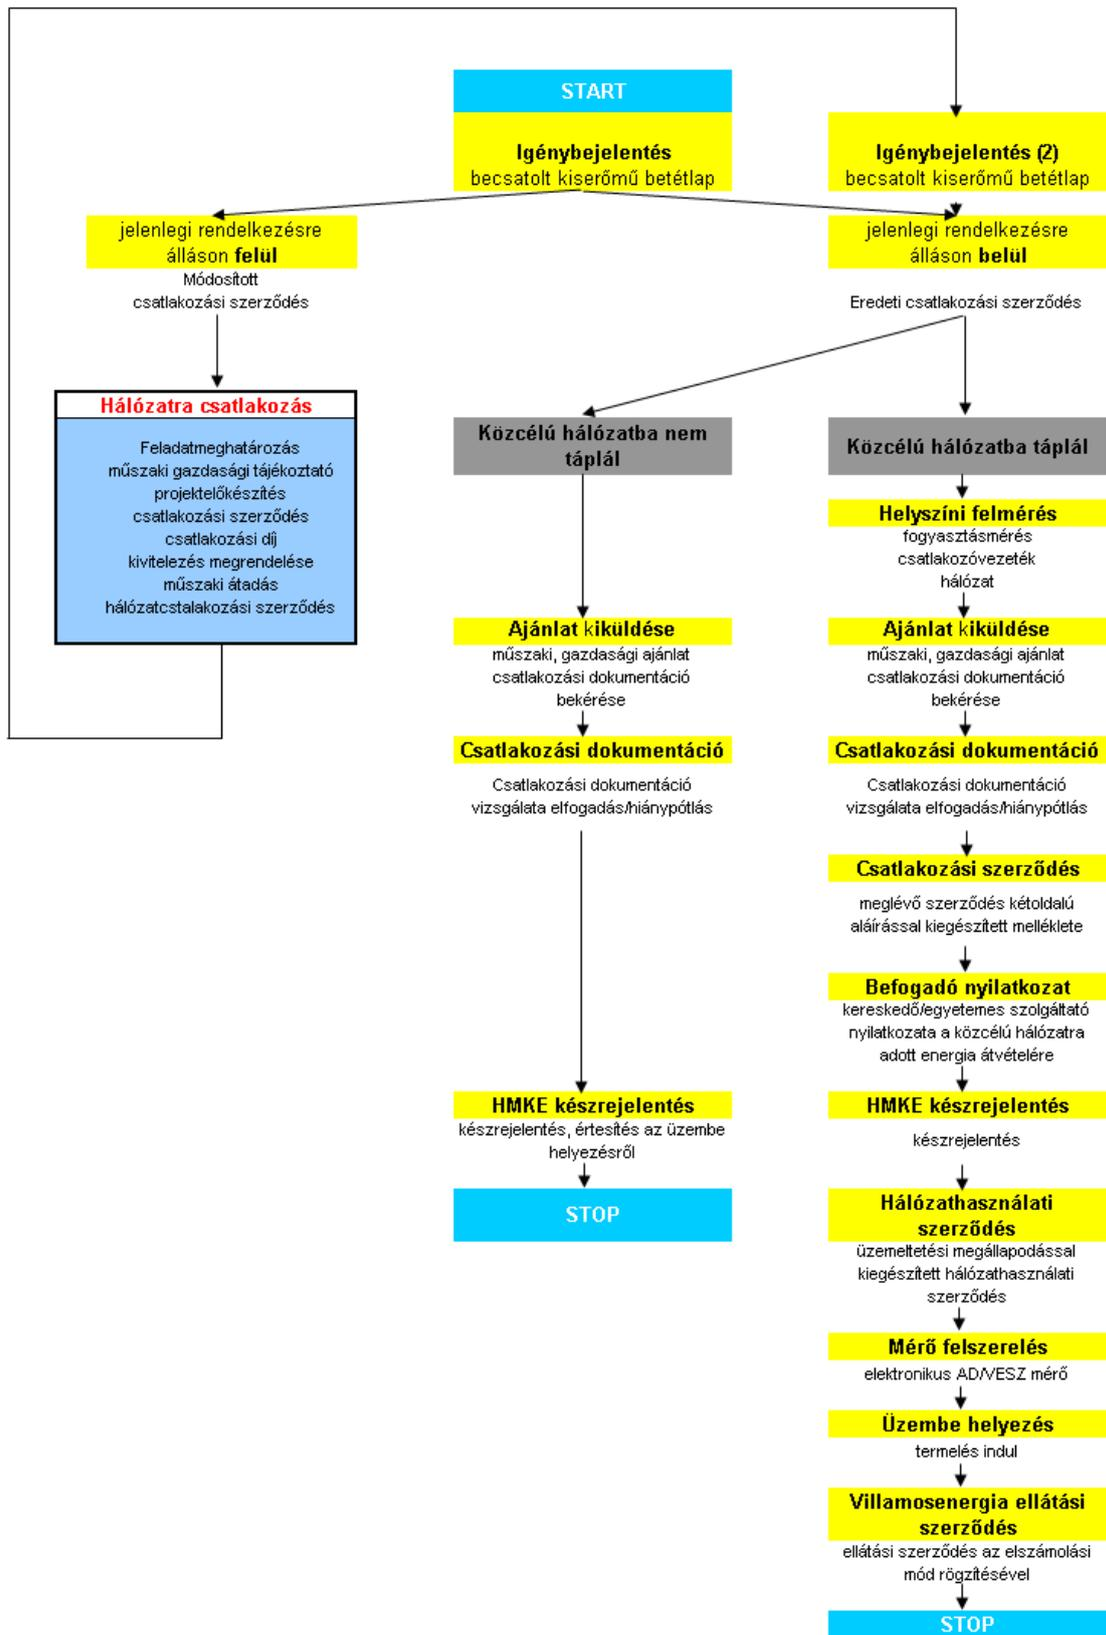 START
Igénybejelentés
becsatolt kiserőmű betétlap
Igénybejelentés (2)
becsatolt kiserőmű betétlap
jelenlegi rendelkezésre
álláson felül
Módosított
csatlakozási szerződés
jelenlegi rendelkezésre
álláson belül
Eredeti csatlakozási szerződés
Hálózatra csatlakozás
Feladatmeghatározás
műszaki gazdasági tájékoztató
projektelőkészítés
csatlakozási szerződés
csatlakozási díj
kivitelezés megrendelése
műszaki átadás
hálózatcstalakozási szerződés
Közcélú hálózatba nem
táplál
Ajánlat kiküldése
műszaki, gazdasági ajánlat
csatlakozási dokumentáció
bekérése
Csatlakozási dokumentáció
Csatlakozási dokumentáció
vizsgálata elfogadás/hiánypótlás
HMKE készrejelentés
készrejelentés, értesítés az üzembe
helyezésről
STOP
Közcélú hálózatba táplál
Helyszíni felmérés
fogyasztásmérés
csatlakozóvezeték
hálózat
Ajánlat kiküldése
műszaki, gazdasági ajánlat
csatlakozási dokumentáció
bekérése
Csatlakozási dokumentáció
Csatlakozási dokumentáció
vizsgálata elfogadás/hiánypótlás
Csatlakozási szerződés
meglévő szerződés kétoldalú
aláírással kiegészített melléklete
Befogadó nyilatkozat
kereskedő/egyetemes szolgáltató
nyilatkozata a közcélú hálózatra
adott energia átvételére
HMKE készrejelentés
készrejelentés
Hálózathasználati
szerződés
üzemeltetési megállapodással
kiegészített hálózathasználati
szerződés
Mérő felszerelés
elektronikus AD/VESZ mérő
Üzembe helyezés
termelés indul
Villamosenergia ellátási
szerződés
ellátási szerződés az elszámolási
mód rögzítésével
STOP